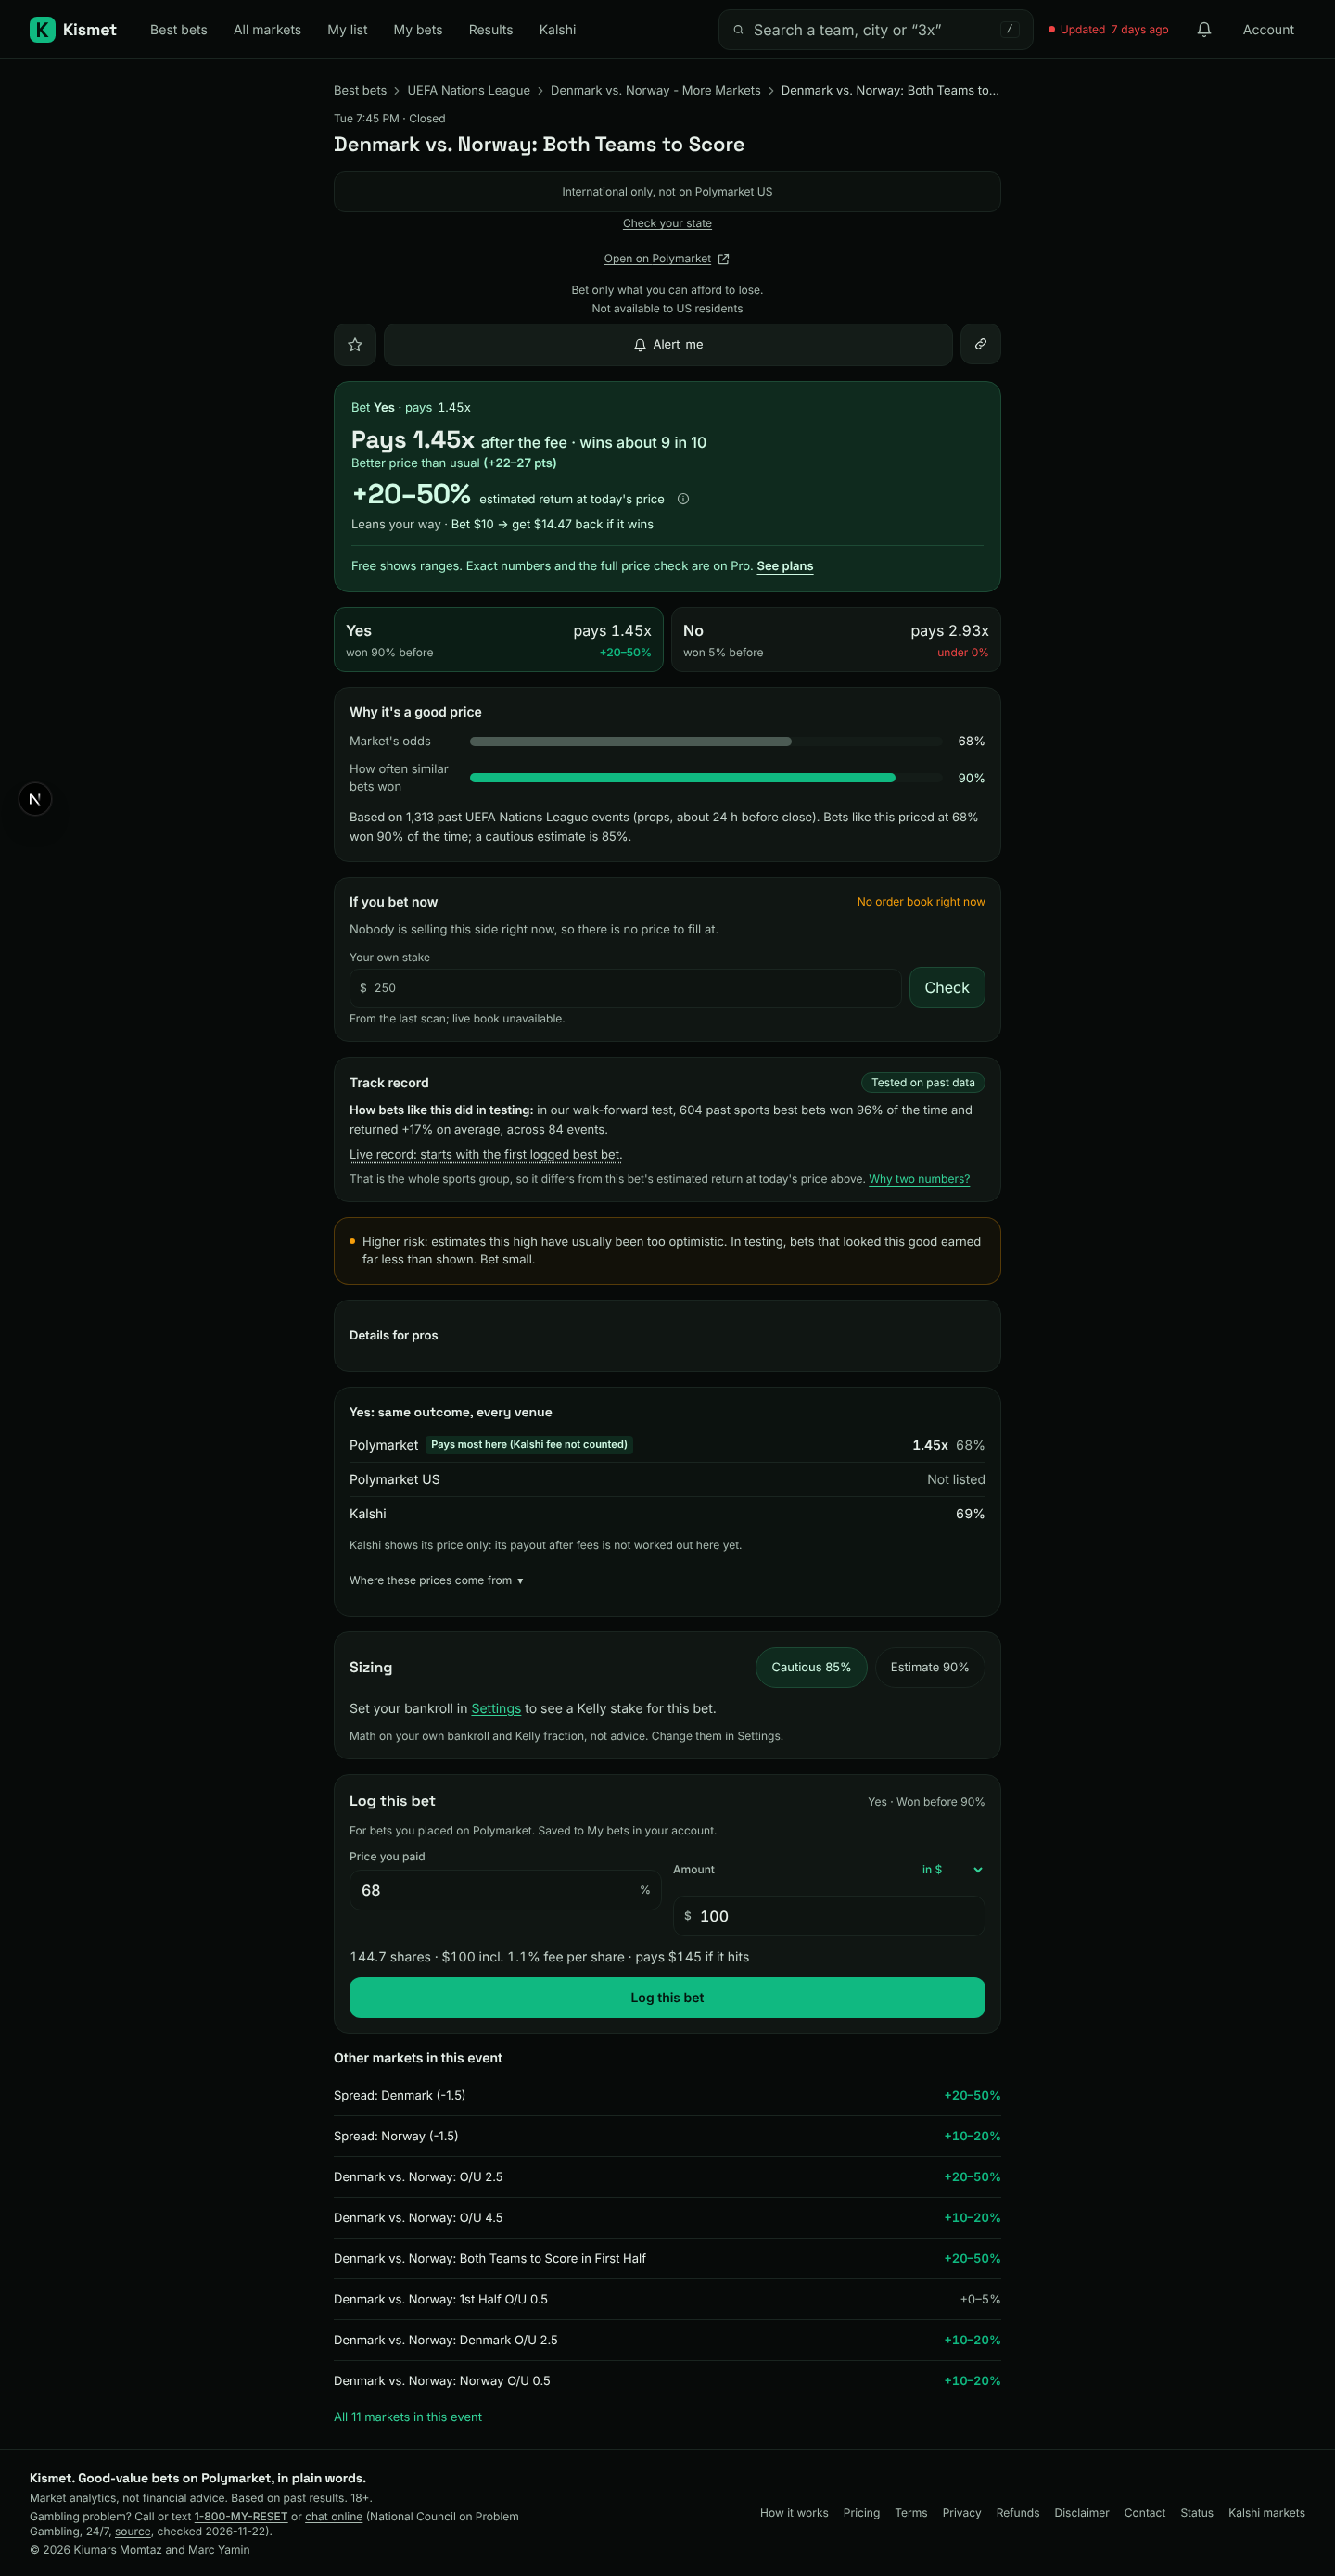 Kismet
Best bets
All markets
My list
My bets
Results
Kalshi
Search a team, city or “3x”
/
Updated 7 days ago
Account
Best bets > UEFA Nations League > Denmark vs. Norway - More Markets > Denmark vs. Norway: Both Teams to...
Tue 7:45 PM · Closed
Denmark vs. Norway: Both Teams to Score
International only, not on Polymarket US
Check your state
Open on Polymarket
Bet only what you can afford to lose.
Not available to US residents
Alert me
Bet Yes · pays 1.45x
Pays 1.45x after the fee · wins about 9 in 10
Better price than usual (+22–27 pts)
+20–50% estimated return at today's price
Leans your way · Bet $10 → get $14.47 back if it wins
Free shows ranges. Exact numbers and the full price check are on Pro. See plans
Yes
pays 1.45x
won 90% before
+20–50%
No
pays 2.93x
won 5% before
under 0%
Why it's a good price
Market's odds
68%
How often similar
bets won
90%
Based on 1,313 past UEFA Nations League events (props, about 24 h before close). Bets like this priced at 68%
won 90% of the time; a cautious estimate is 85%.
If you bet now
No order book right now
Nobody is selling this side right now, so there is no price to fill at.
Your own stake
$ 250
Check
From the last scan; live book unavailable.
Track record
Tested on past data
How bets like this did in testing: in our walk-forward test, 604 past sports best bets won 96% of the time and
returned +17% on average, across 84 events.
Live record: starts with the first logged best bet.
That is the whole sports group, so it differs from this bet's estimated return at today's price above. Why two numbers?
Higher risk: estimates this high have usually been too optimistic. In testing, bets that looked this good earned
far less than shown. Bet small.
Details for pros
Yes: same outcome, every venue
Polymarket
Pays most here (Kalshi fee not counted)
1.45x 68%
Polymarket US
Not listed
Kalshi
69%
Kalshi shows its price only: its payout after fees is not worked out here yet.
Where these prices come from ▾
Sizing
Cautious 85%
Estimate 90%
Set your bankroll in Settings to see a Kelly stake for this bet.
Math on your own bankroll and Kelly fraction, not advice. Change them in Settings.
Log this bet
Yes · Won before 90%
For bets you placed on Polymarket. Saved to My bets in your account.
Price you paid
Amount
in $
68
%
$ 100
144.7 shares · $100 incl. 1.1% fee per share · pays $145 if it hits
Log this bet
Other markets in this event
Spread: Denmark (-1.5)
+20–50%
Spread: Norway (-1.5)
+10–20%
Denmark vs. Norway: O/U 2.5
+20–50%
Denmark vs. Norway: O/U 4.5
+10–20%
Denmark vs. Norway: Both Teams to Score in First Half
+20–50%
Denmark vs. Norway: 1st Half O/U 0.5
+0–5%
Denmark vs. Norway: Denmark O/U 2.5
+10–20%
Denmark vs. Norway: Norway O/U 0.5
+10–20%
All 11 markets in this event
Kismet. Good-value bets on Polymarket, in plain words.
Market analytics, not financial advice. Based on past results. 18+.
Gambling problem? Call or text 1-800-MY-RESET or chat online (National Council on Problem
Gambling, 24/7, source, checked 2026-11-22).
© 2026 Kiumars Momtaz and Marc Yamin
How it works
Pricing
Terms
Privacy
Refunds
Disclaimer
Contact
Status
Kalshi markets